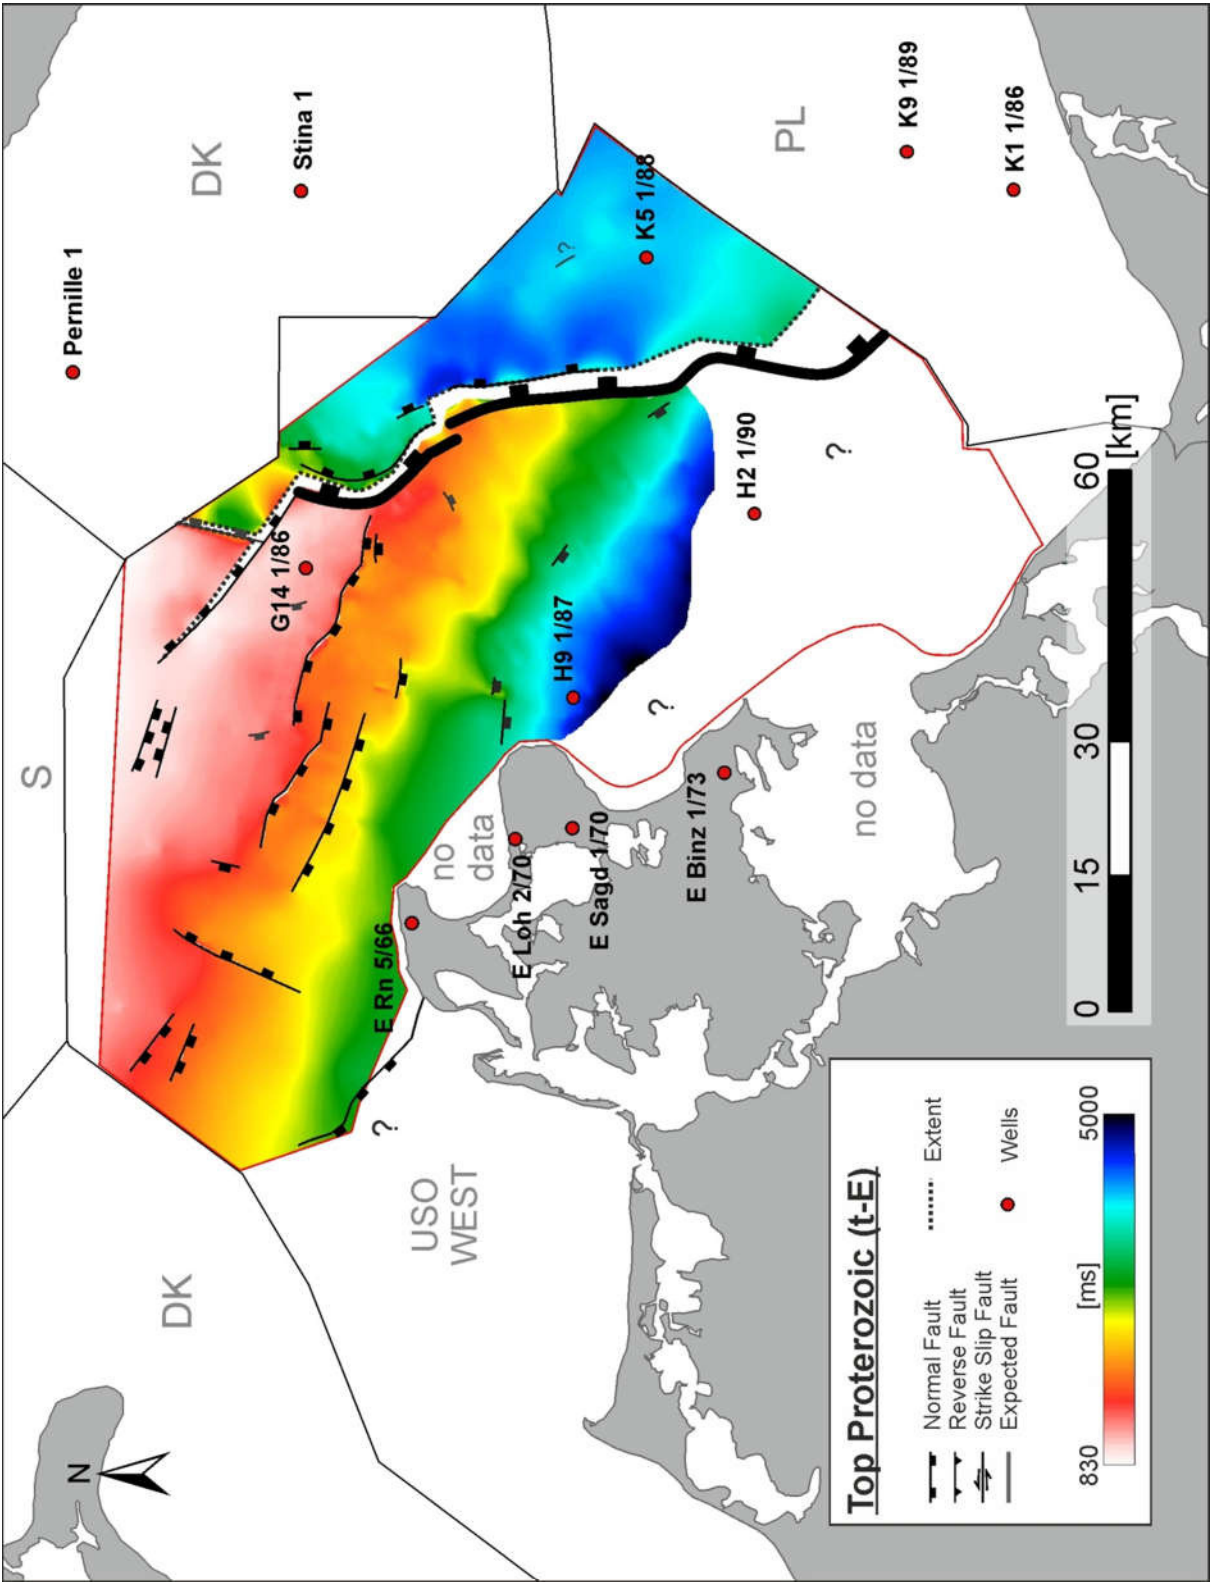 N
DK
S
DK
Pernille 1
Stina 1
G14 1/86
?
K5 1/88
PL
K9 1/89
K1 1/86
H9 1/87
H2 1/90
?
?
E Rn 5/66
no
data
E Loh 2/70
E Sagd 1/70
E Binz 1/73
no data
?
USO
WEST
Top Proterozoic (t-E)
Normal Fault
Reverse Fault
Strike Slip Fault
Expected Fault
Extent
Wells
830
[ms]
5000
0
15
30
60
[km]